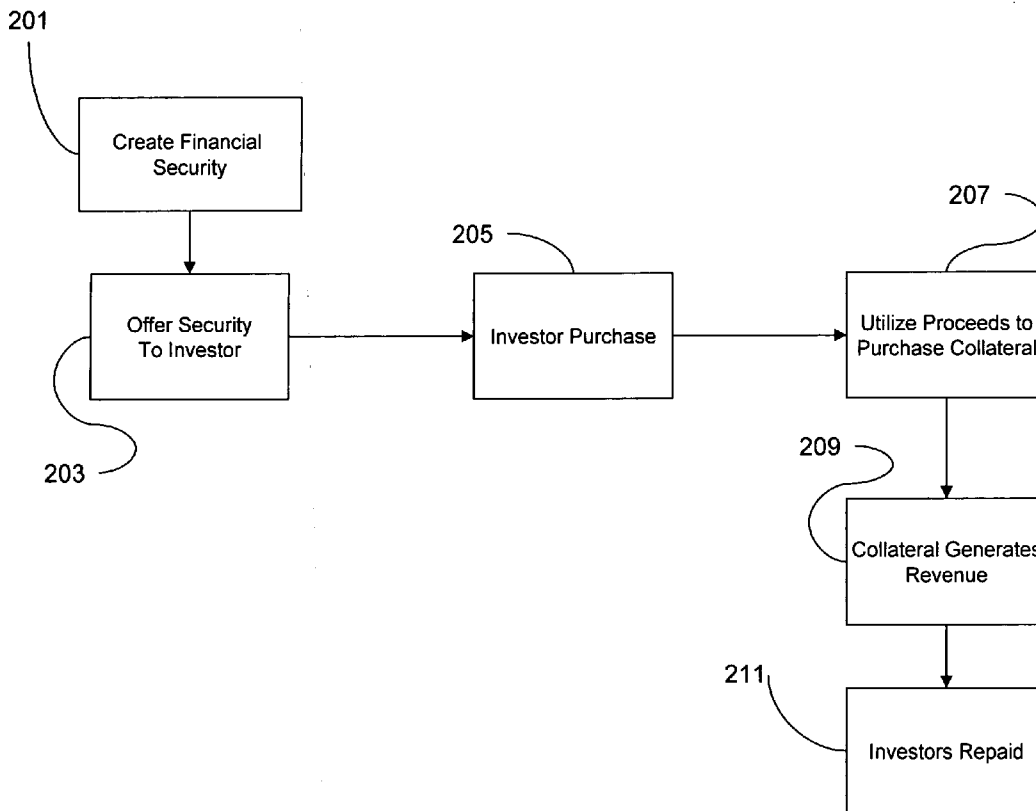 201
Create Financial
Security
207
205
Offer Security
To Investor
Investor Purchase
Utilize Proceeds to
Purchase Collateral
203
209
Collateral Generates
Revenue
211
Investors Repaid